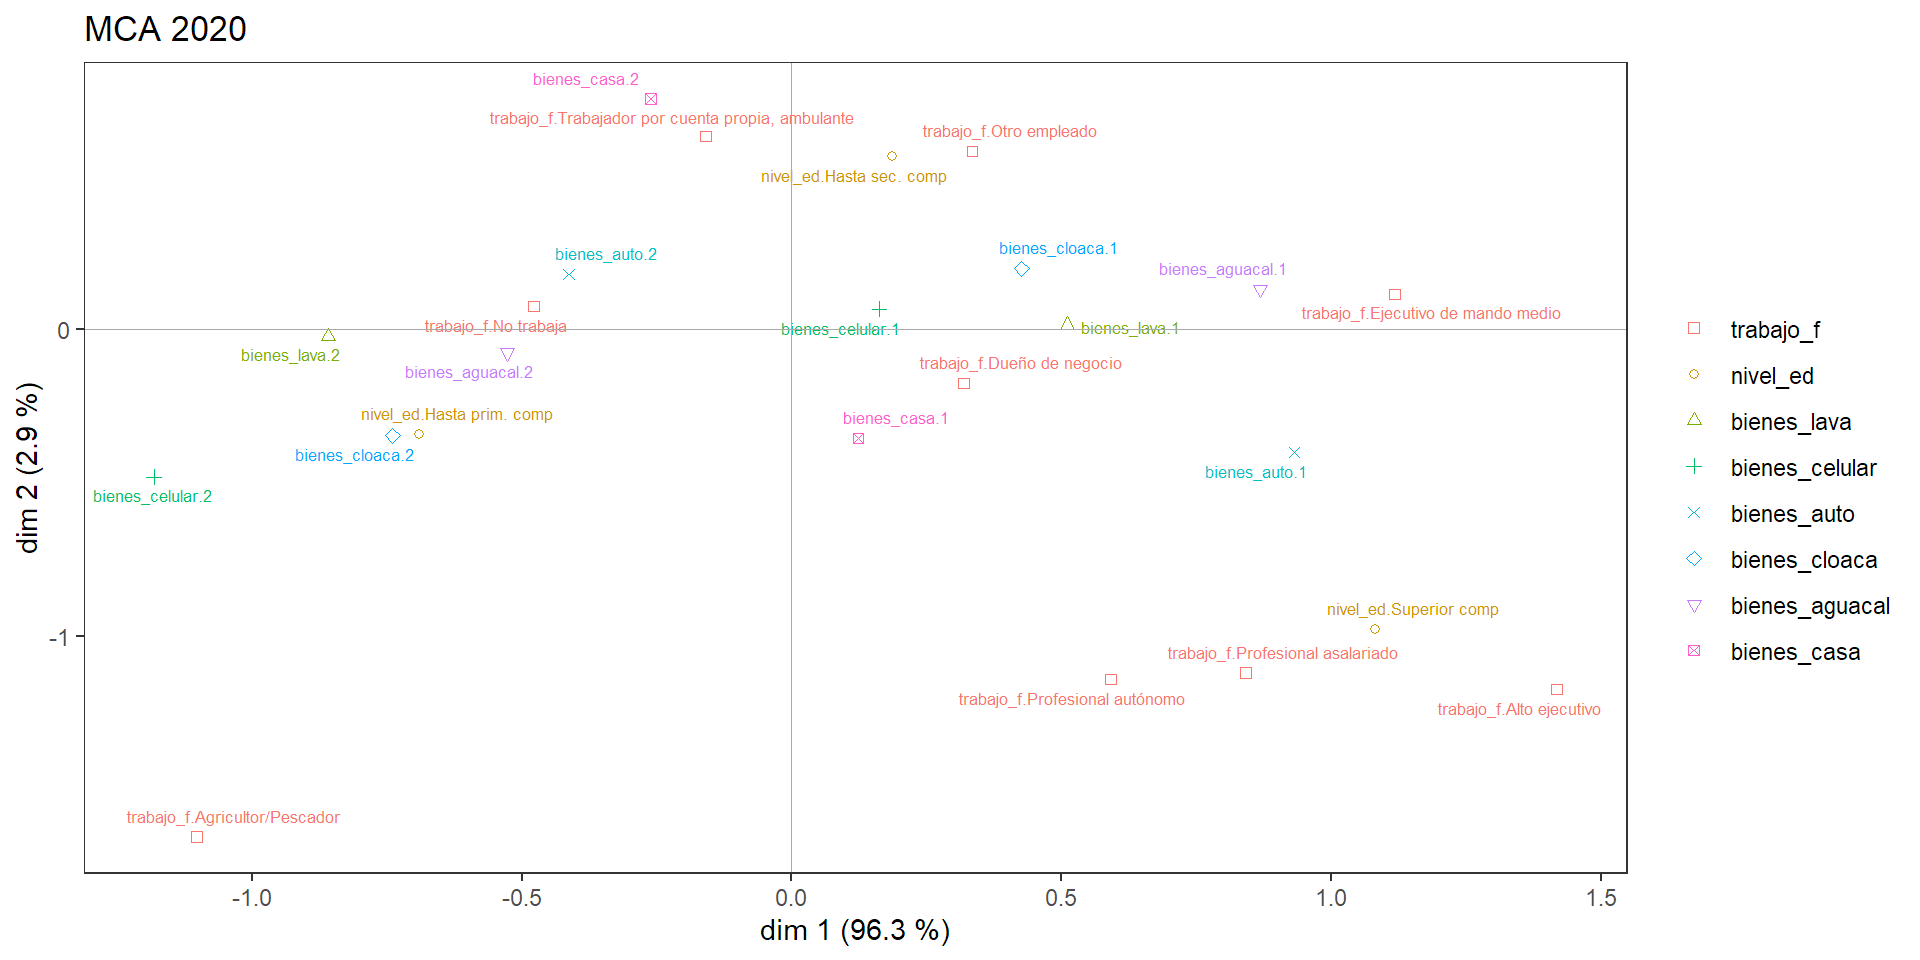 MCA 2020
bienes_casa.2
trabajo_f.Trabajador por cuenta propia, ambulante
trabajo_f.Otro empleado
nivel_ed.Hasta sec. comp
bienes_auto.2
bienes_cloaca.1
bienes_aguacal.1
trabajo_f.Ejecutivo de mando medio
trabajo_f.No trabaja
bienes_celular.1
bienes_lava.1
bienes_lava.2
trabajo_f.Dueño de negocio
bienes_aguacal.2
nivel_ed.Hasta prim. comp
bienes_casa.1
bienes_cloaca.2
bienes_auto.1
bienes_celular.2
nivel_ed.Superior comp
trabajo_f.Profesional asalariado
trabajo_f.Profesional autónomo
trabajo_f.Alto ejecutivo
trabajo_f.Agricultor/Pescador
0
-1
dim 2 (2.9 %)
-1.0
-0.5
0.0
0.5
1.0
1.5
dim 1 (96.3 %)
trabajo_f
nivel_ed
bienes_lava
bienes_celular
bienes_auto
bienes_cloaca
bienes_aguacal
bienes_casa